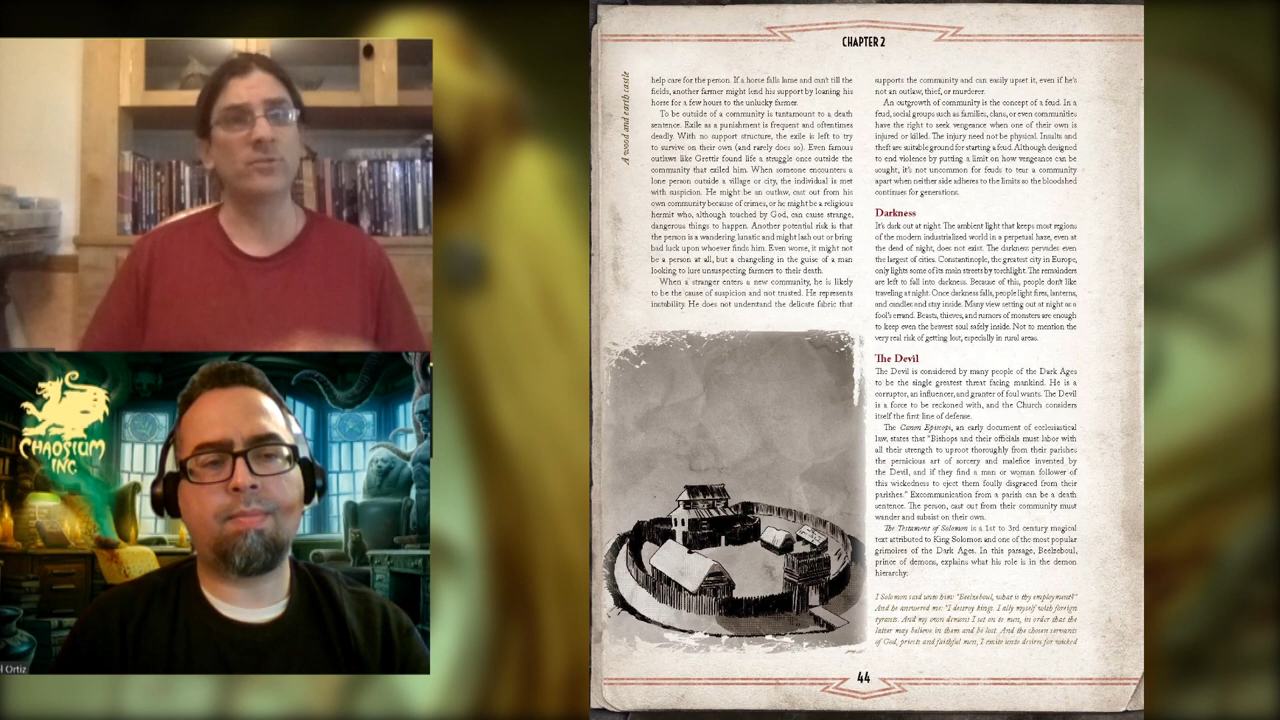 CHAPTER 2
A wood and earth castle
help care for the person. If a horse falls lame and can't till the
fields, another farmer might lend his support by loaning his
horse for a few hours to the unlucky farmer.
To be outside of a community is tantamount to a death
sentence. Exile as a punishment is frequent and oftentimes
deadly. With no support structure, the exile is left to try
to survive on their own (and rarely does so). Even famous
outlaws like Grettir found life a struggle once outside the
community that exiled him. When someone encounters a
lone person outside a village or city, the individual is met
with suspicion. He might be an outlaw, cast out from his
own community because of crimes, or he might be a religious
hermit who, although touched by God, can cause strange,
dangerous things to happen. Another potential risk is that
the person is a wandering lunatic and might lash out or bring
bad luck upon whoever finds him. Even worse, it might not
be a person at all, but a changeling in the guise of a man
looking to lure unsuspecting farmers to their death.
When a stranger enters a new community, he is likely
to be the cause of suspicion and not trusted. He represents
instability. He does not understand the delicate fabric that
supports the community and can easily upset it, even if he's
not an outlaw, thief, or murderer.
An outgrowth of community is the concept of a feud. In a
feud, social groups such as families, clans, or even communities
have the right to seek vengeance when one of their own is
injured or killed. The injury need not be physical. Insults and
theft are suitable ground for starting a feud. Although designed
to end violence by putting a limit on how vengeance can be
sought, it's not uncommon for feuds to tear a community
apart when neither side adheres to the limits so the bloodshed
continues for generations.
Darkness
It's dark out at night. The ambient light that keeps most regions
of the modern industrialized world in a perpetual haze, even at
the dead of night, does not exist. The darkness pervades even
the largest of cities. Constantinople, the greatest city in Europe,
only lights some of its main streets by torchlight. The remainders
are left to fall into darkness. Because of this, people don't like
traveling at night. Once darkness falls, people light fires, lanterns,
and candles and stay inside. Many view setting out at night as a
fool's errand. Beasts, thieves, and rumors of monsters are enough
to keep even the bravest soul safely inside. Not to mention the
very real risk of getting lost, especially in rural areas.
The Devil
The Devil is considered by many people of the Dark Ages
to be the single greatest threat facing mankind. He is a
corruptor, an influencer, and granter of foul wants. The Devil
is a force to be reckoned with, and the Church considers
itself the first line of defense.
The Canon Episcopi, an early document of ecclesiastical
law, states that "Bishops and their officials must labor with
all their strength to uproot thoroughly from their parishes
the pernicious art of sorcery and malefice invented by
the Devil, and if they find a man or woman follower of
this wickedness to eject them foully disgraced from their
parishes." Excommunication from a parish can be a death
sentence. The person, cast out from their community must
wander and subsist on their own.
The Testament of Solomon is a 1st to 3rd century magical
text attributed to King Solomon and one of the most popular
grimoires of the Dark Ages. In this passage, Beelzeboul,
prince of demons, explains what his role is in the demon
hierarchy:
I Solomon said unto him: "Beelzeboul, what is thy employment?"
And he answered me: "I destroy kings. I ally myself with foreign
tyrants. And my own demons I set on to men, in order that the
latter may believe in them and be lost. And the chosen servants
of God, priests and faithful men, I excite unto desires for wicked
44
CHAOSIUM
INC
l Ortiz